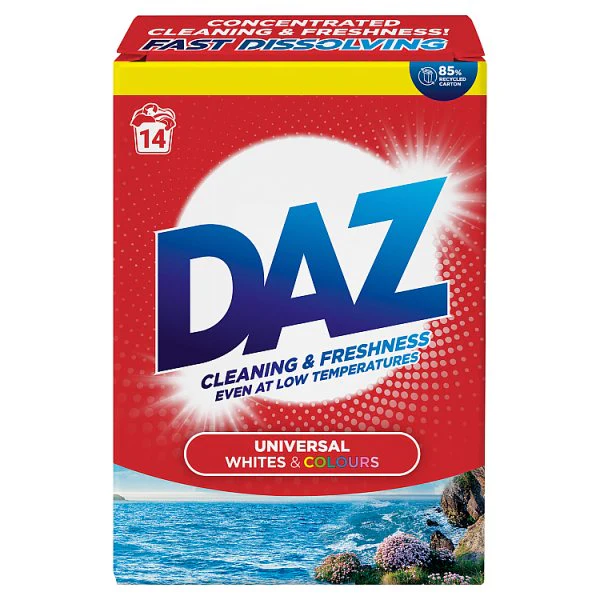 CONCENTRATED
CLEANING & FRESHNESS!
FAST DISSOLVING
85%
RECYCLED
CARTON
14
DAZ
CLEANING & FRESHNESS
EVEN AT LOW TEMPERATURES
UNIVERSAL
WHITES & COLOURS